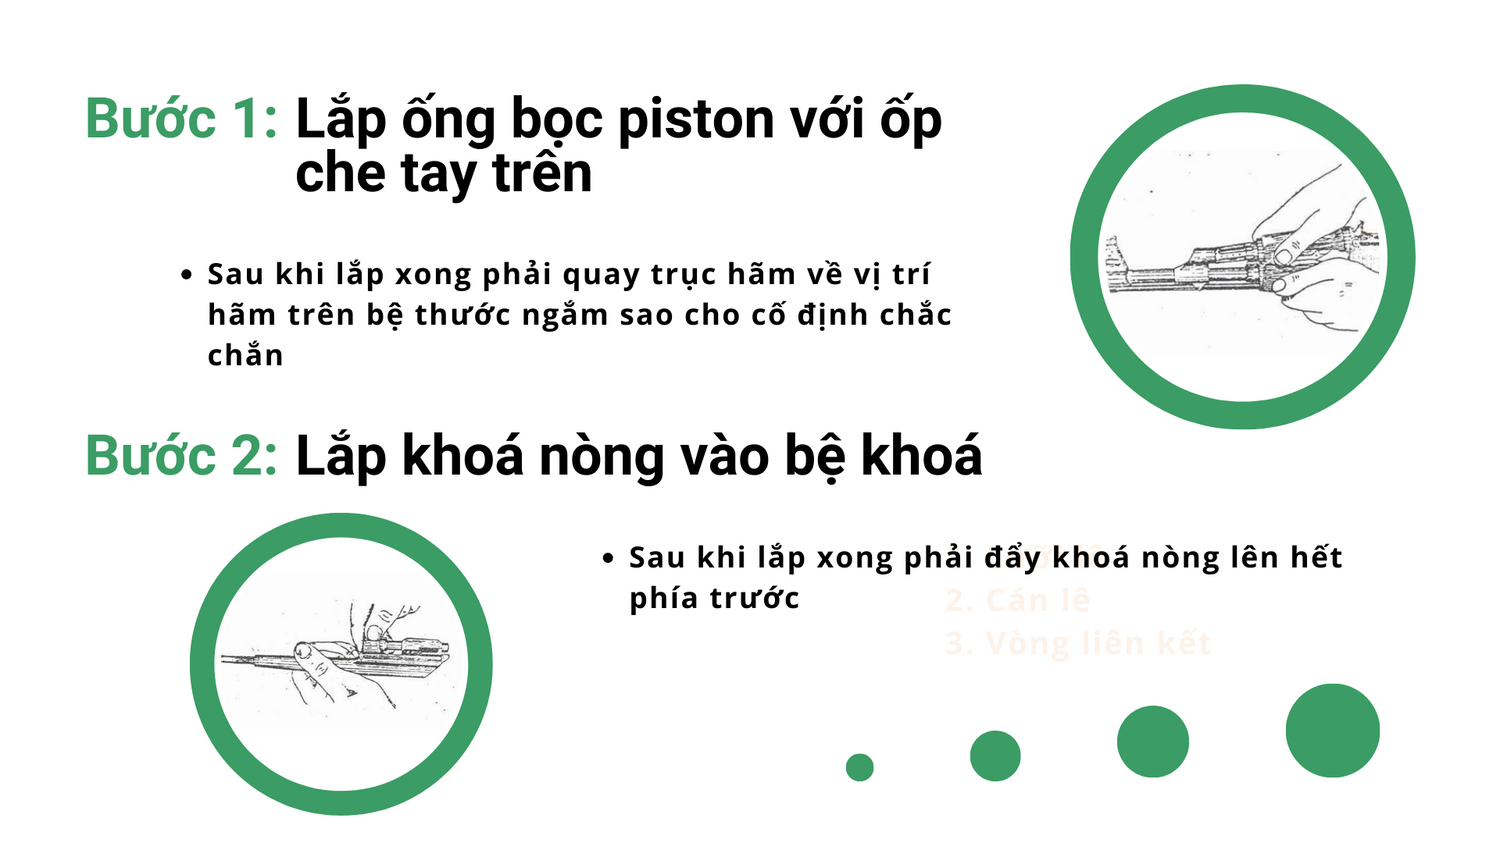 Bước 1: Lắp ống bọc piston với ốp
che tay trên
• Sau khi lắp xong phải quay trục hãm về vị trí
hãm trên bệ thước ngắm sao cho cố định chắc
chắn
Bước 2: Lắp khoá nòng vào bệ khoá
• Sau khi lắp xong phải đẩy khoá nòng lên hết
phía trước
2. Cán lê
3. Vòng liên kết